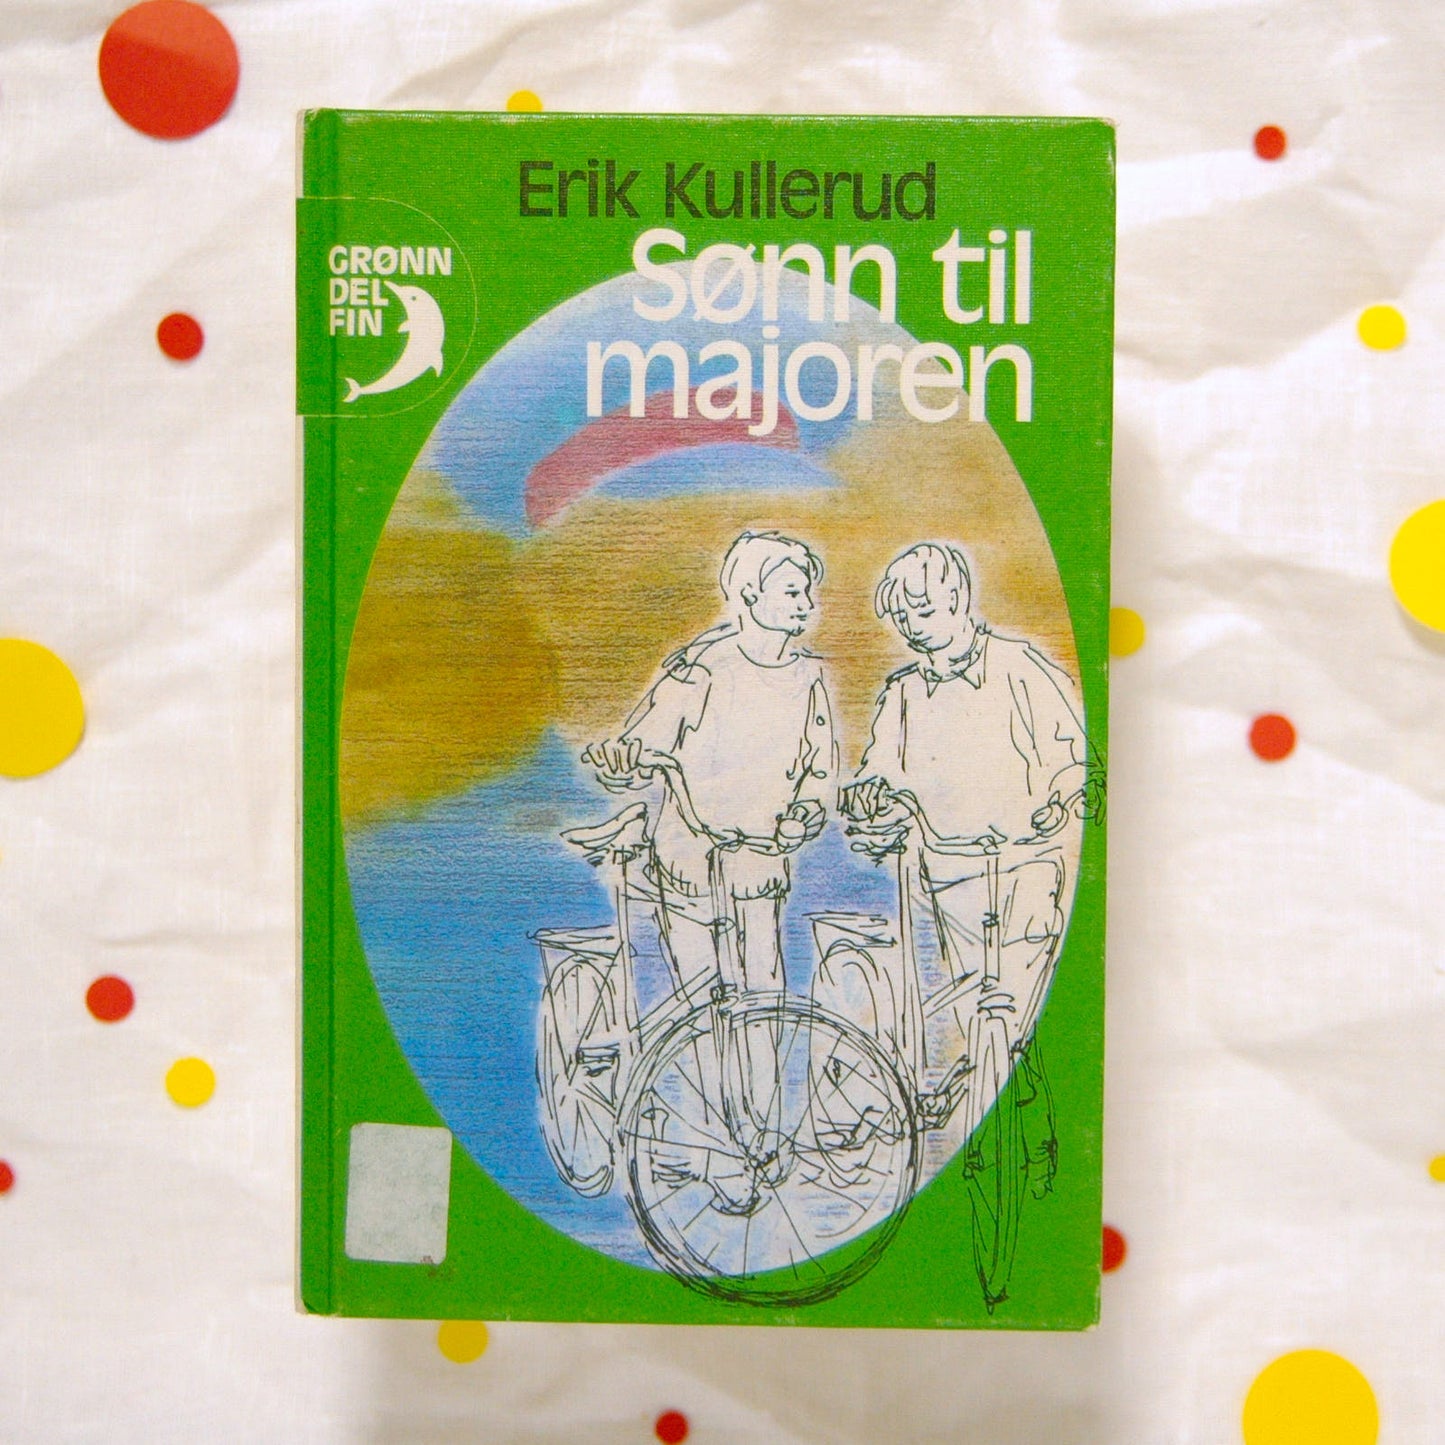 Erik Kullerud
Sønn til
majoren
GRØNN
DEL
FIN